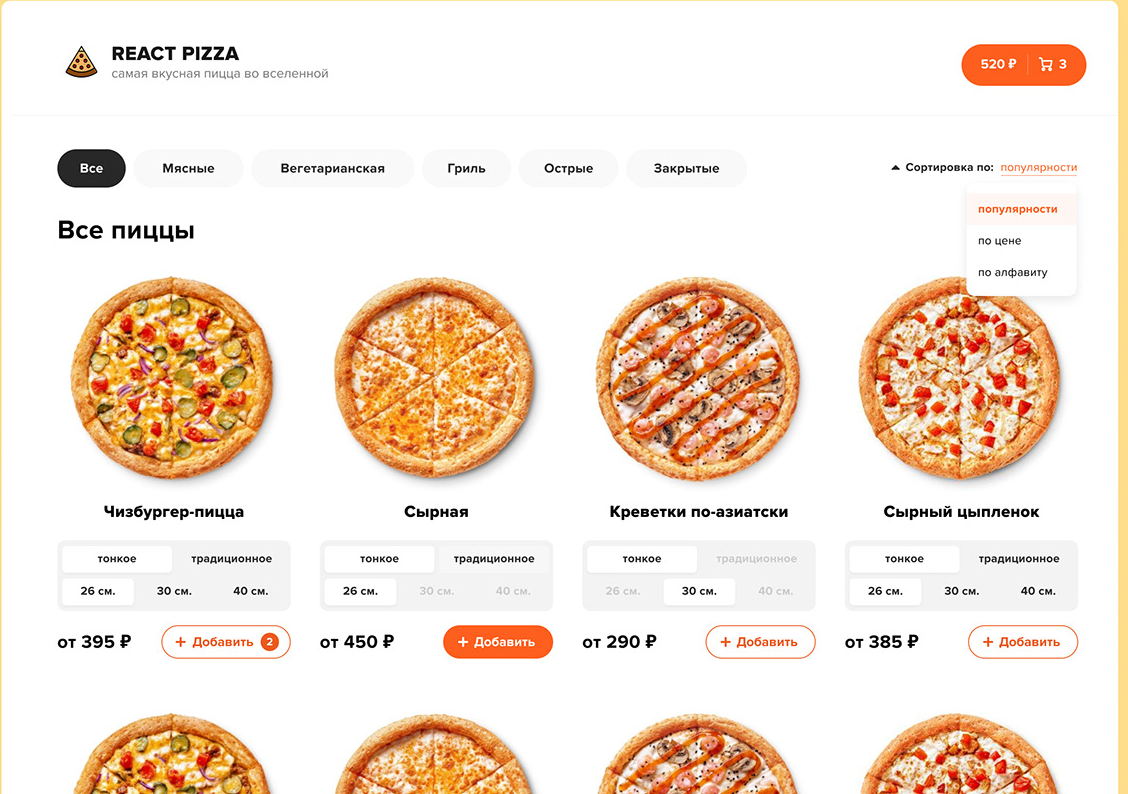 REACT PIZZA
самая вкусная пицца во вселенной
520 ₽ 3
Все Мясные Вегетарианская Гриль Острые Закрытые
Сортировка по: популярности
популярности
по цене
по алфавиту
Все пиццы
Чизбургер-пицца
тонкое традиционное
26 см. 30 см. 40 см.
от 395 ₽ + Добавить 2
Сырная
тонкое традиционное
26 см. 30 см. 40 см.
от 450 ₽ + Добавить
Креветки по-азиатски
тонкое традиционное
26 см. 30 см. 40 см.
от 290 ₽ + Добавить
Сырный цыпленок
тонкое традиционное
26 см. 30 см. 40 см.
от 385 ₽ + Добавить